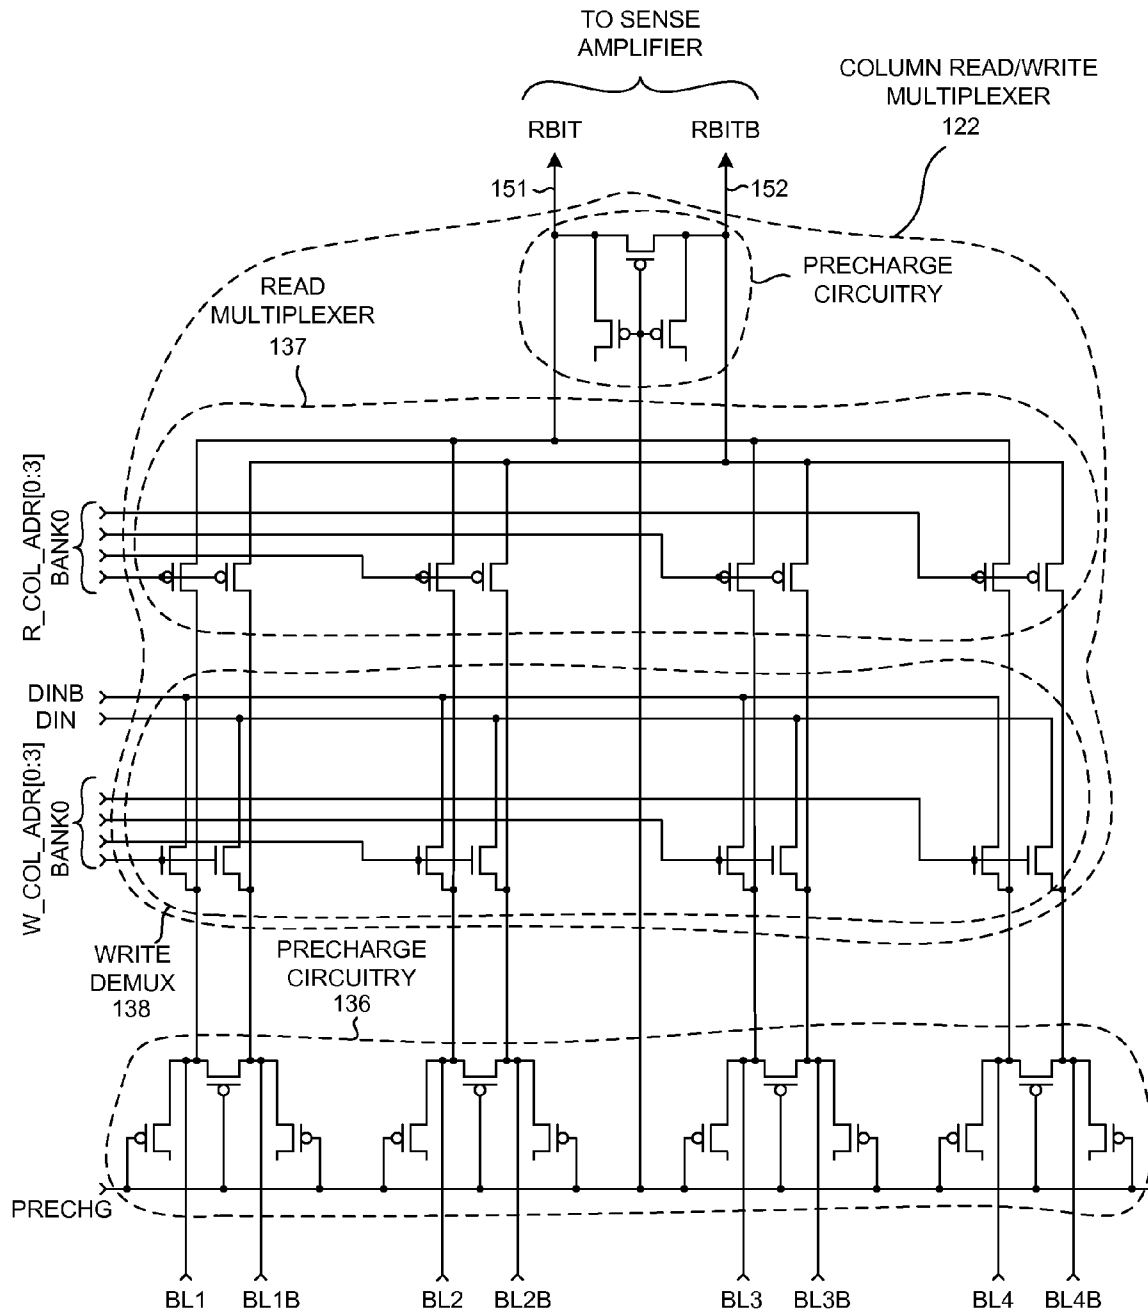 TO SENSE
AMPLIFIER
COLUMN READ/WRITE
MULTIPLEXER
122
RBIT
RBITB
151
152
PRECHARGE
CIRCUITRY
READ
MULTIPLEXER
137
R_COL_ADR[0:3]
BANK0
DINB
DIN
W_COL_ADR[0:3]
BANK0
WRITE
DEMUX
138
PRECHARGE
CIRCUITRY
136
PRECHG
BL1
BL1B
BL2
BL2B
BL3
BL3B
BL4
BL4B